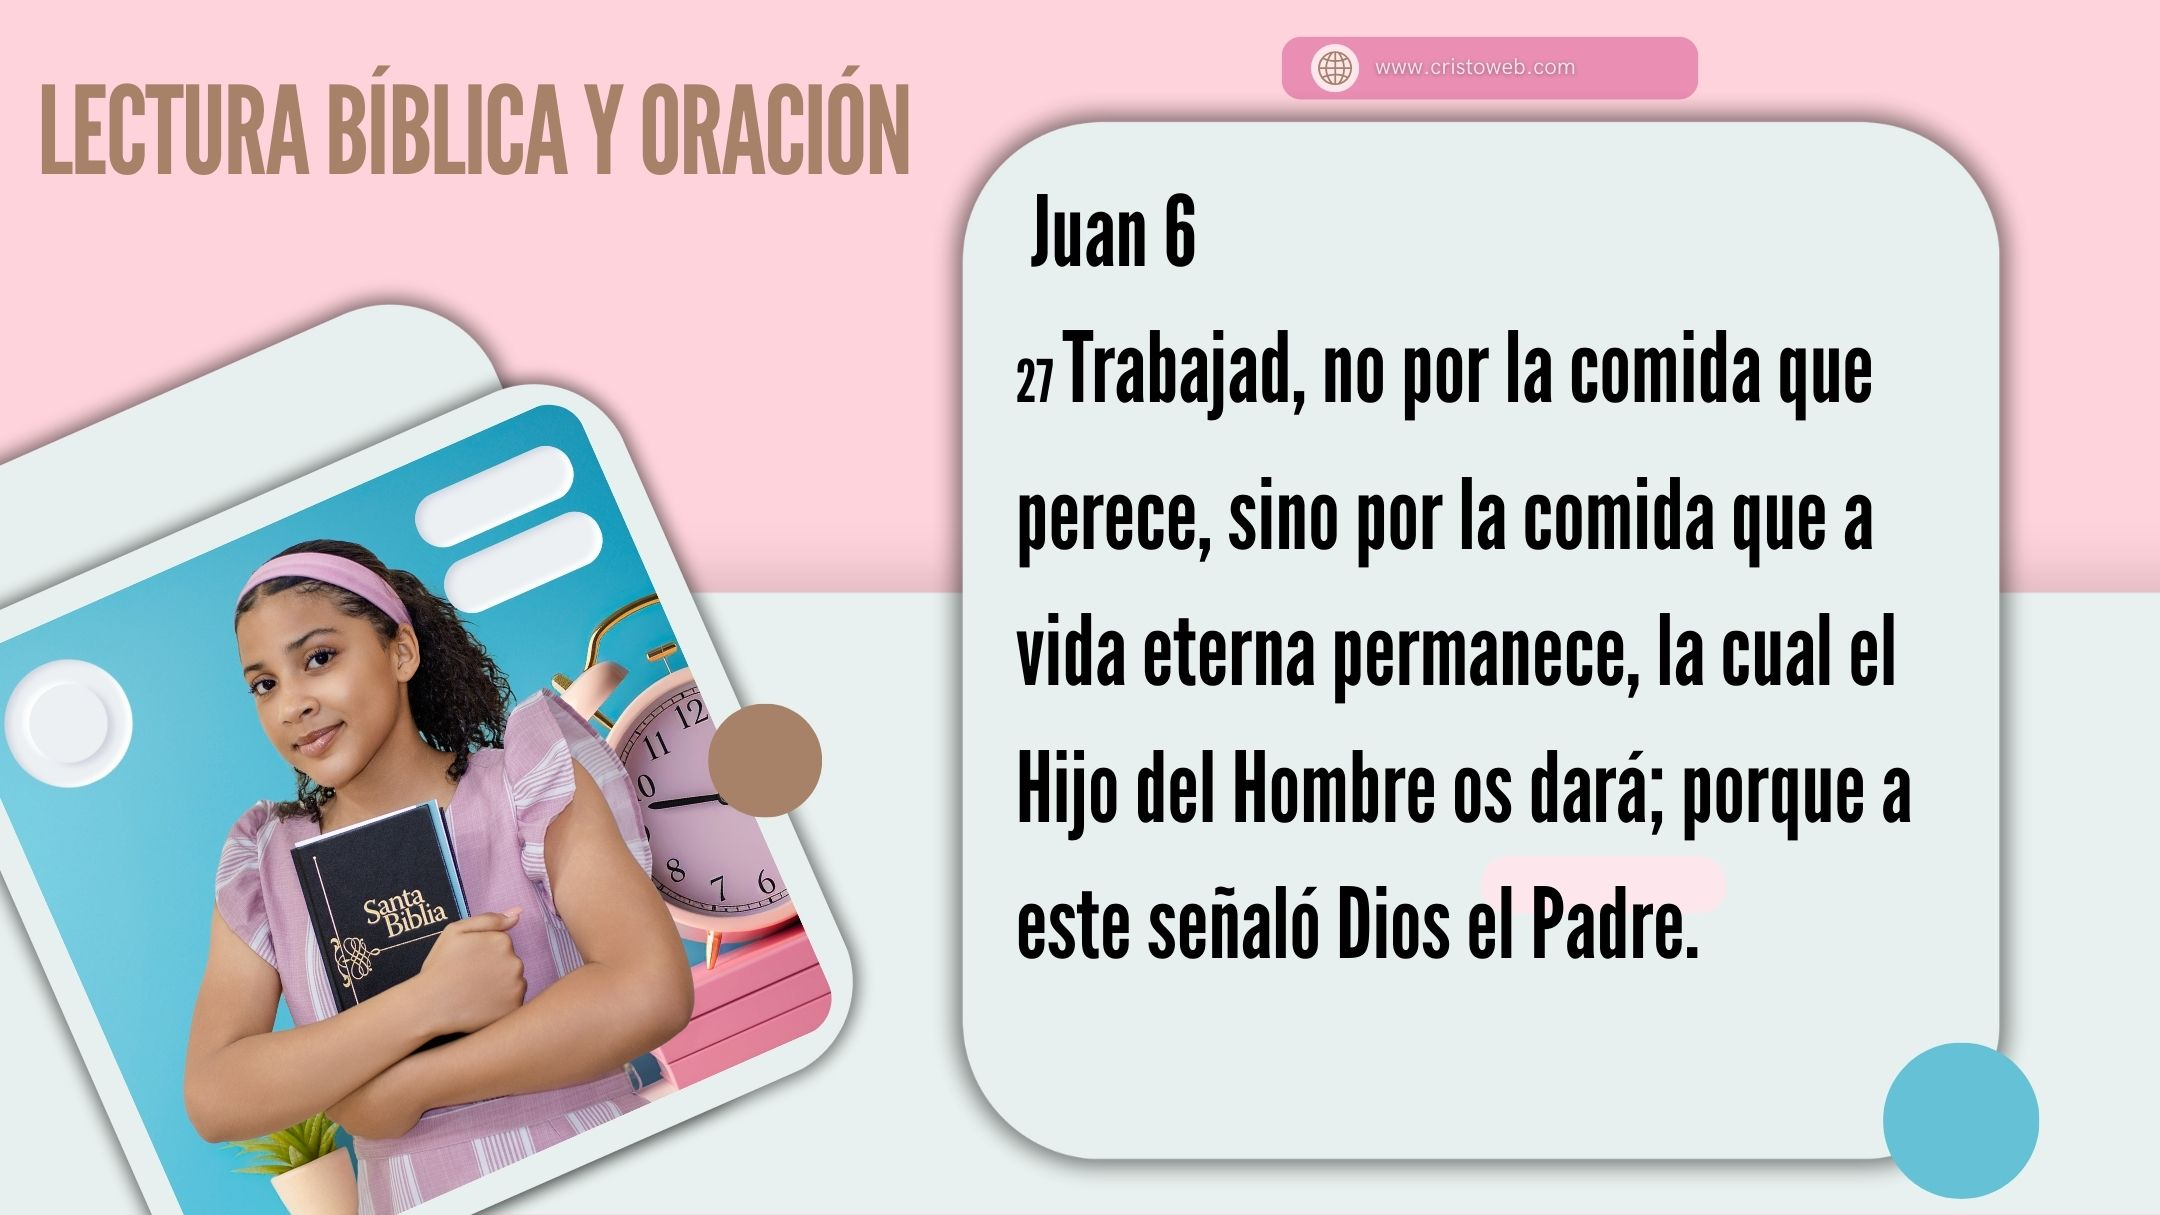 LECTURA BÍBLICA Y ORACIÓN
www.cristoweb.com
Juan 6
27 Trabajad, no por la comida que
perece, sino por la comida que a
vida eterna permanece, la cual el
Hijo del Hombre os dará; porque a
este señaló Dios el Padre.
Santa
Biblia
12
11
10
9
8
7
6